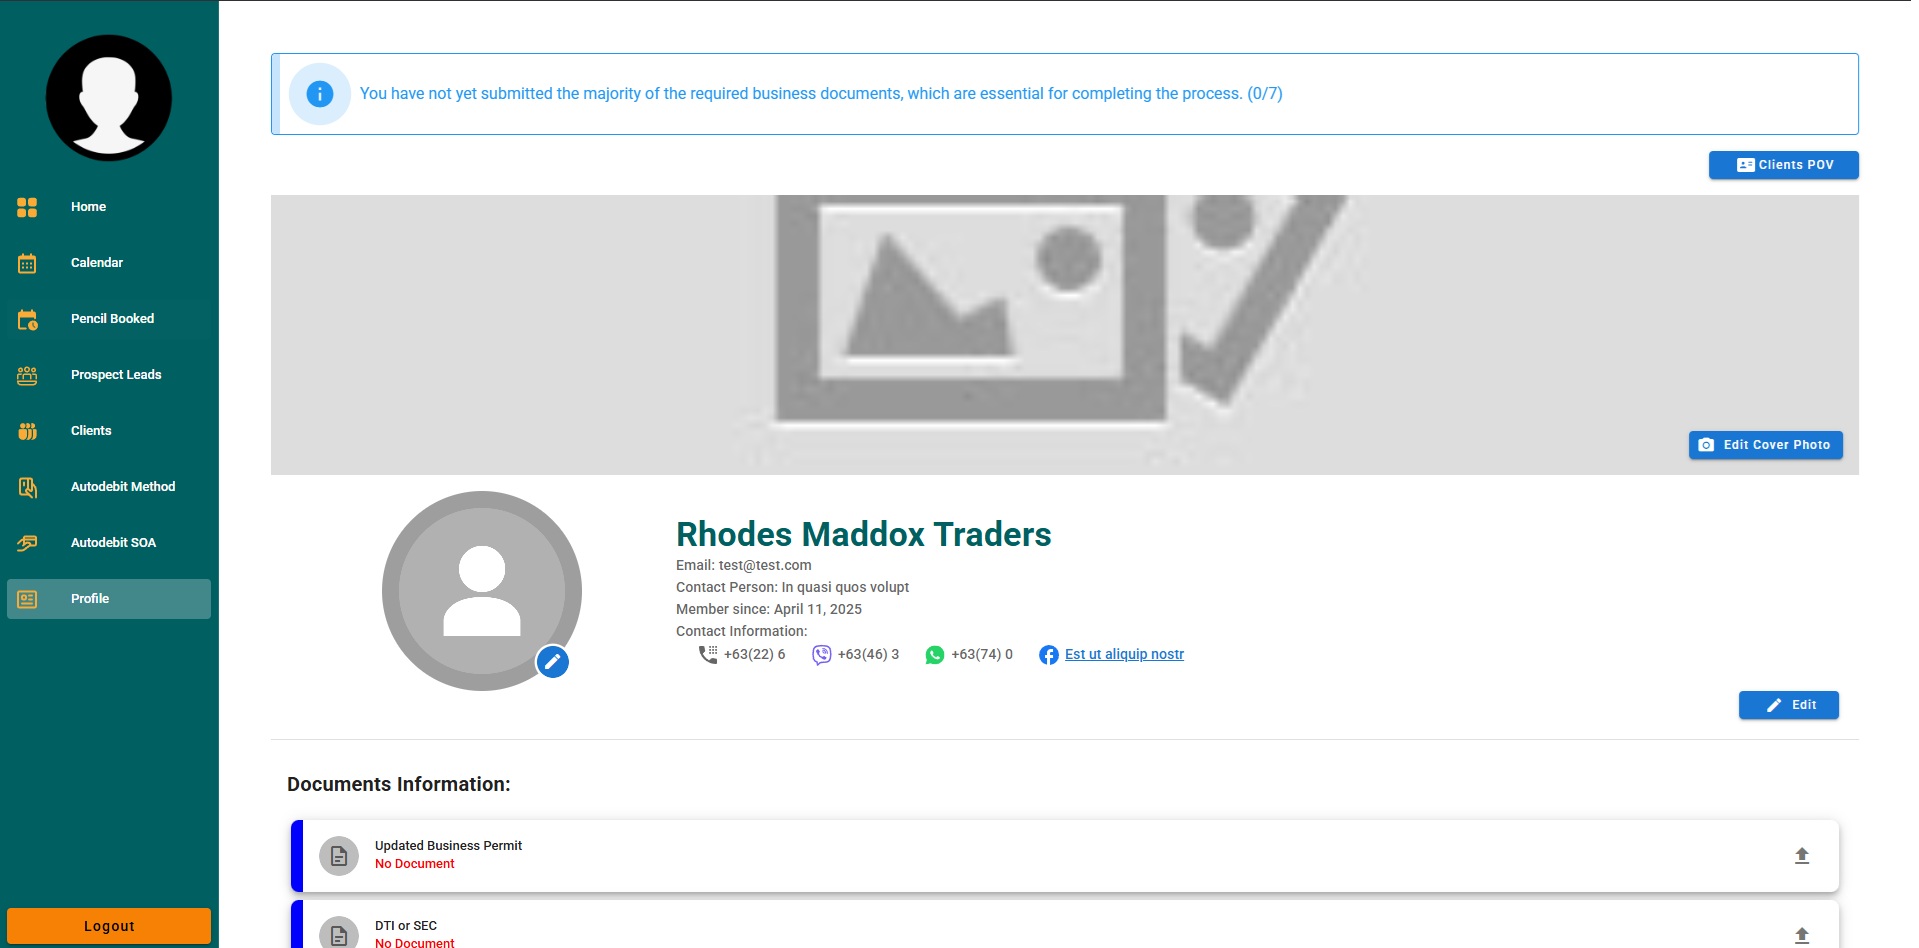 You have not yet submitted the majority of the required business documents, which are essential for completing the process. (0/7)
Clients POV
Home
Calendar
Pencil Booked
Prospect Leads
Clients
Autodebit Method
Autodebit SOA
Profile
Logout
Edit Cover Photo
Rhodes Maddox Traders
Email: test@test.com
Contact Person: In quasi quos volupt
Member since: April 11, 2025
Contact Information:
+63(22) 6 +63(46) 3 +63(74) 0 Est ut aliquip nostr
Edit
Documents Information:
Updated Business Permit
No Document
DTI or SEC
No Document